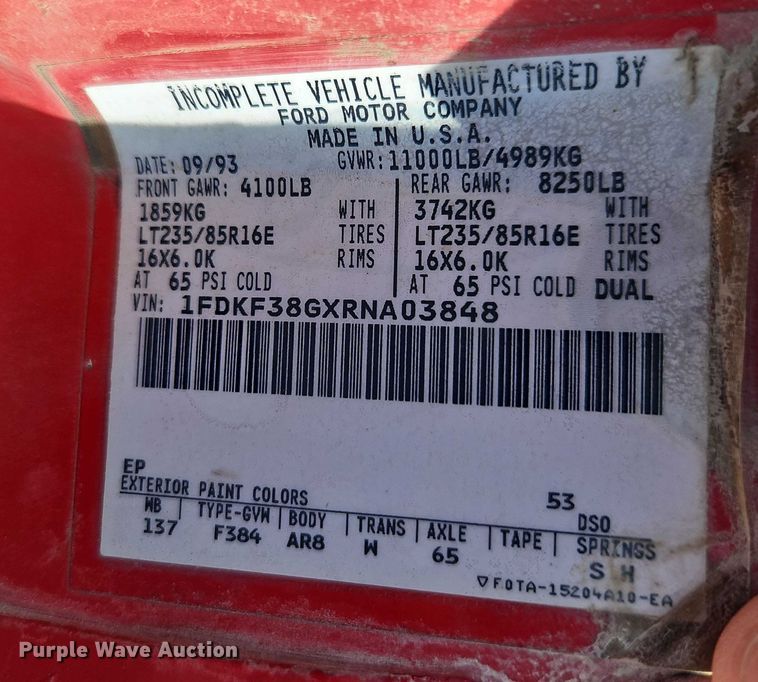 INCOMPLETE VEHICLE MANUFACTURED BY
FORD MOTOR COMPANY
MADE IN U.S.A.
DATE: 09/93 GVWR: 11000LB/4989KG
FRONT GAWR: 4100LB REAR GAWR: 8250LB
1859KG WITH 3742KG WITH
LT235/85R16E TIRES LT235/85R16E TIRES
16X6.0K RIMS 16X6.0K RIMS
AT 65 PSI COLD AT 65 PSI COLD DUAL
VIN: 1FDKF38GXRNA03848
EP
EXTERIOR PAINT COLORS 53 DSO
WB TYPE-GVW BODY TRANS AXLE TAPE SPRINGS
137 F384 AR8 W 65 S H
▽ F0TA-15204A10-EA
Purple Wave Auction®